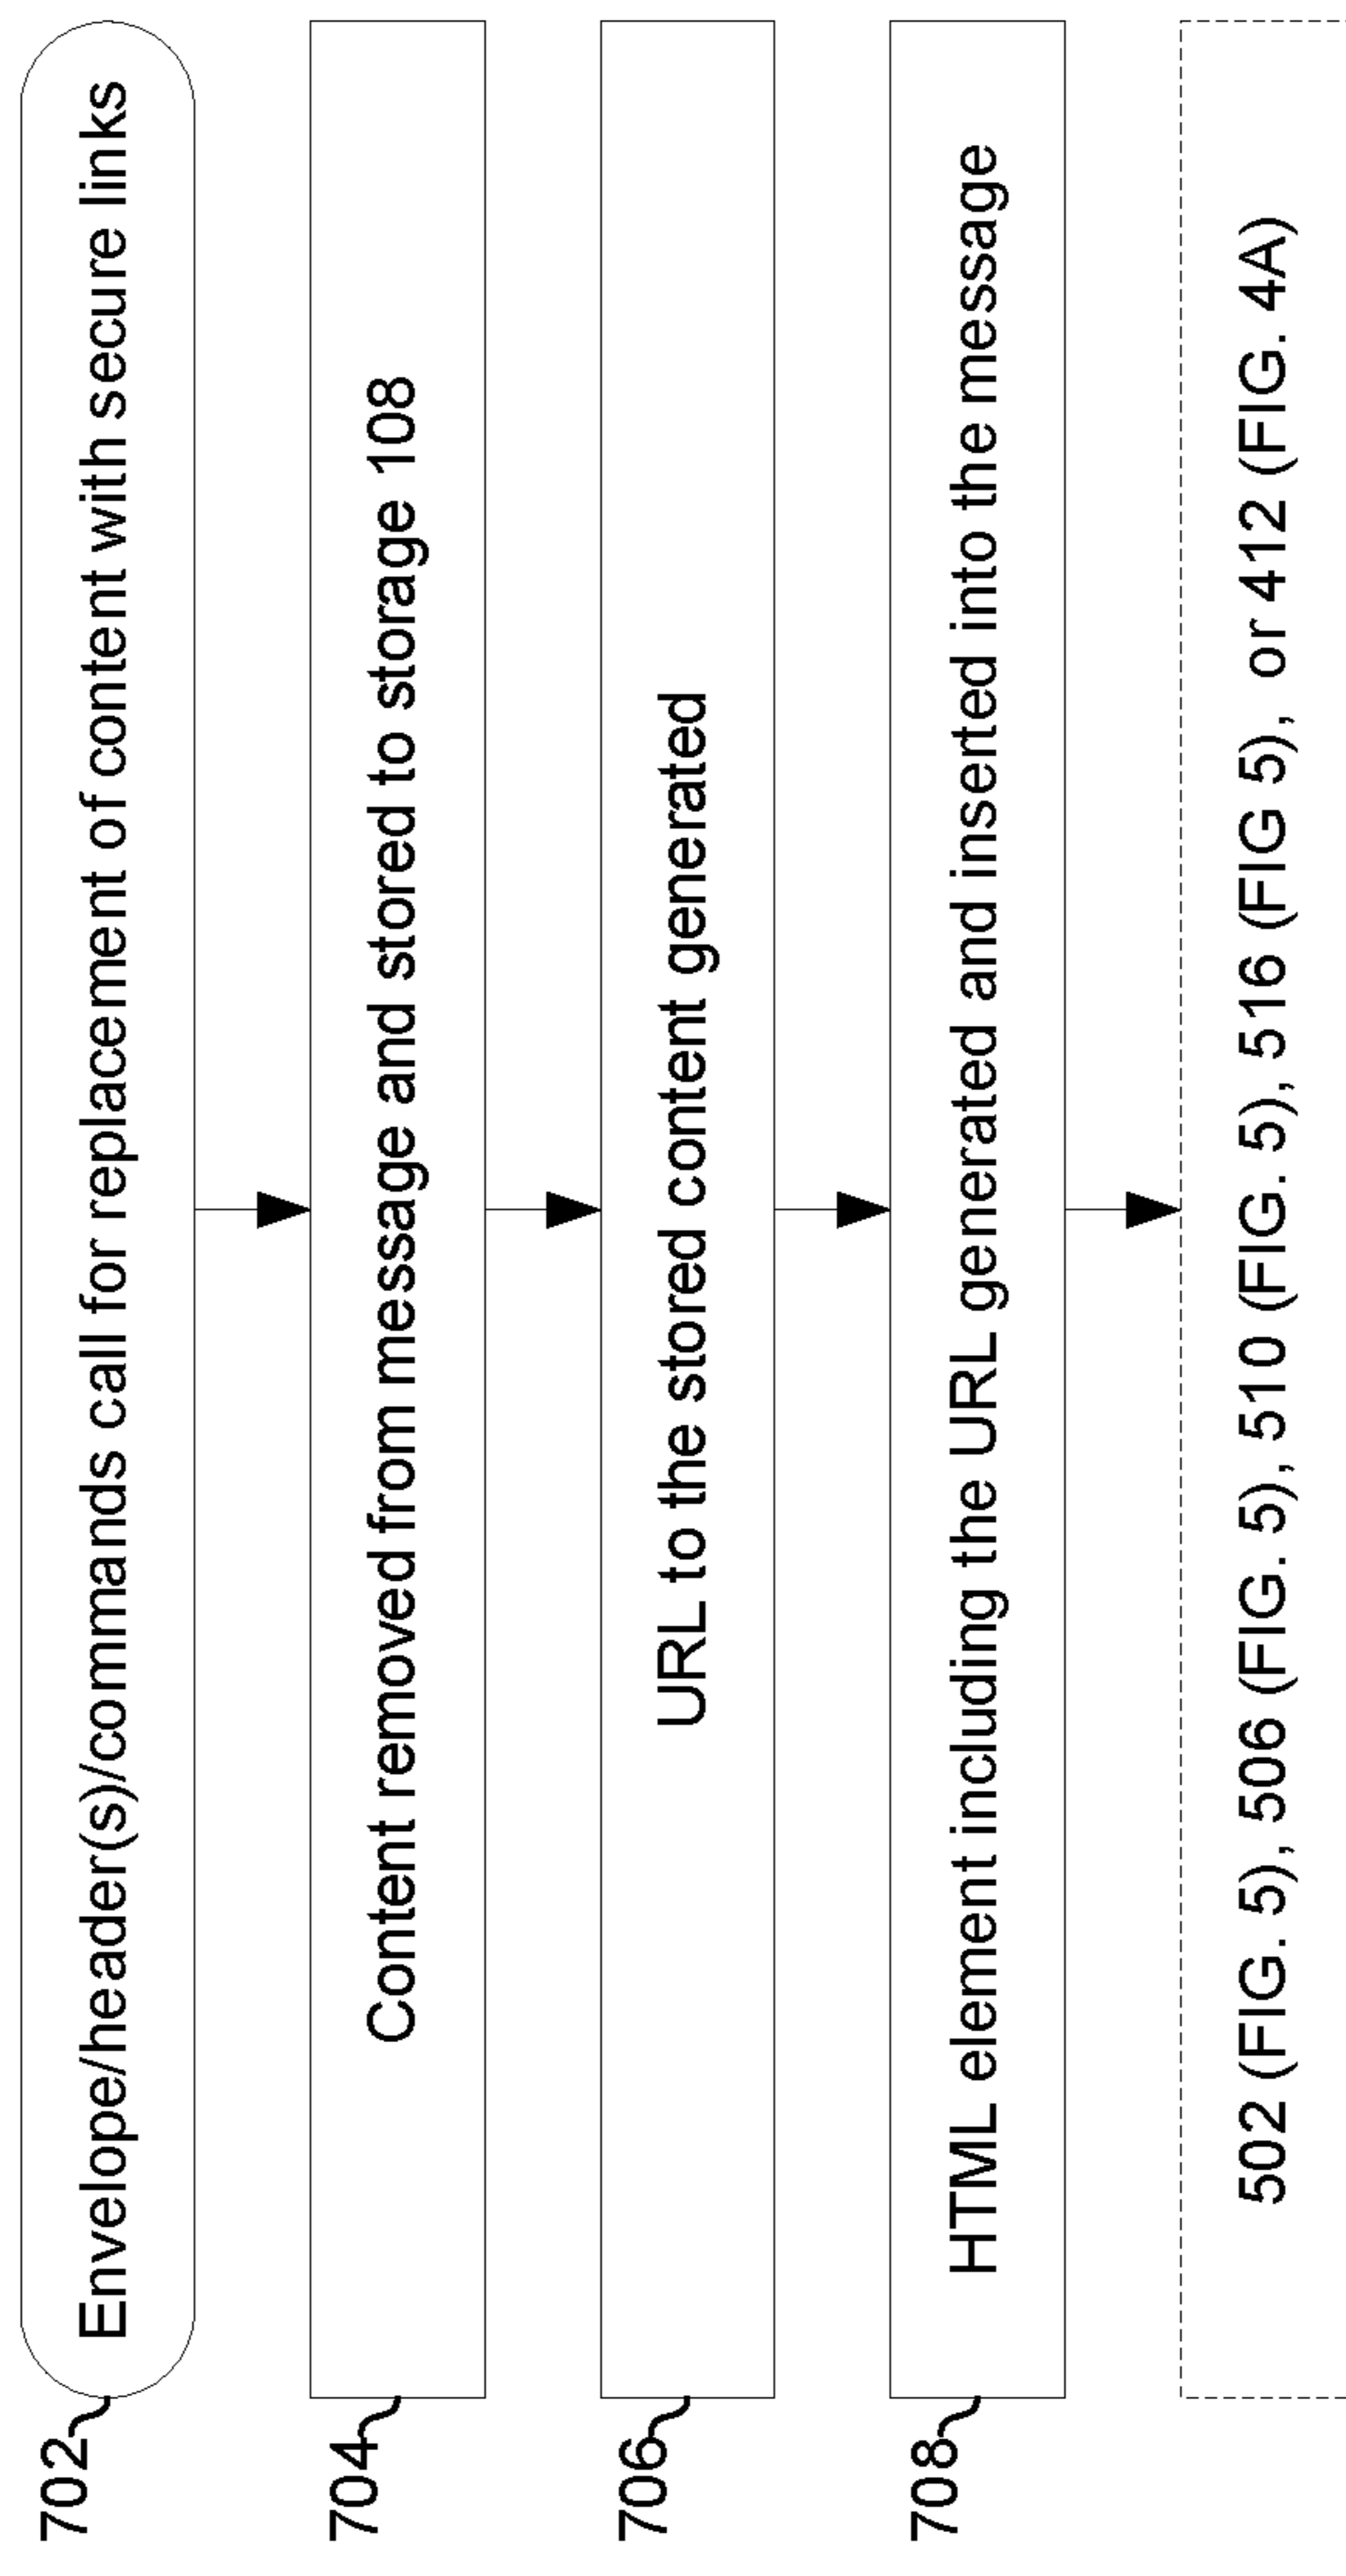 702
Envelope/header(s)/commands call for replacement of content with secure links
704
Content removed from message and stored to storage 108
706
URL to the stored content generated
708
HTML element including the URL generated and inserted into the message
502 (FIG. 5), 506 (FIG. 5), 510 (FIG. 5), 516 (FIG 5), or 412 (FIG. 4A)